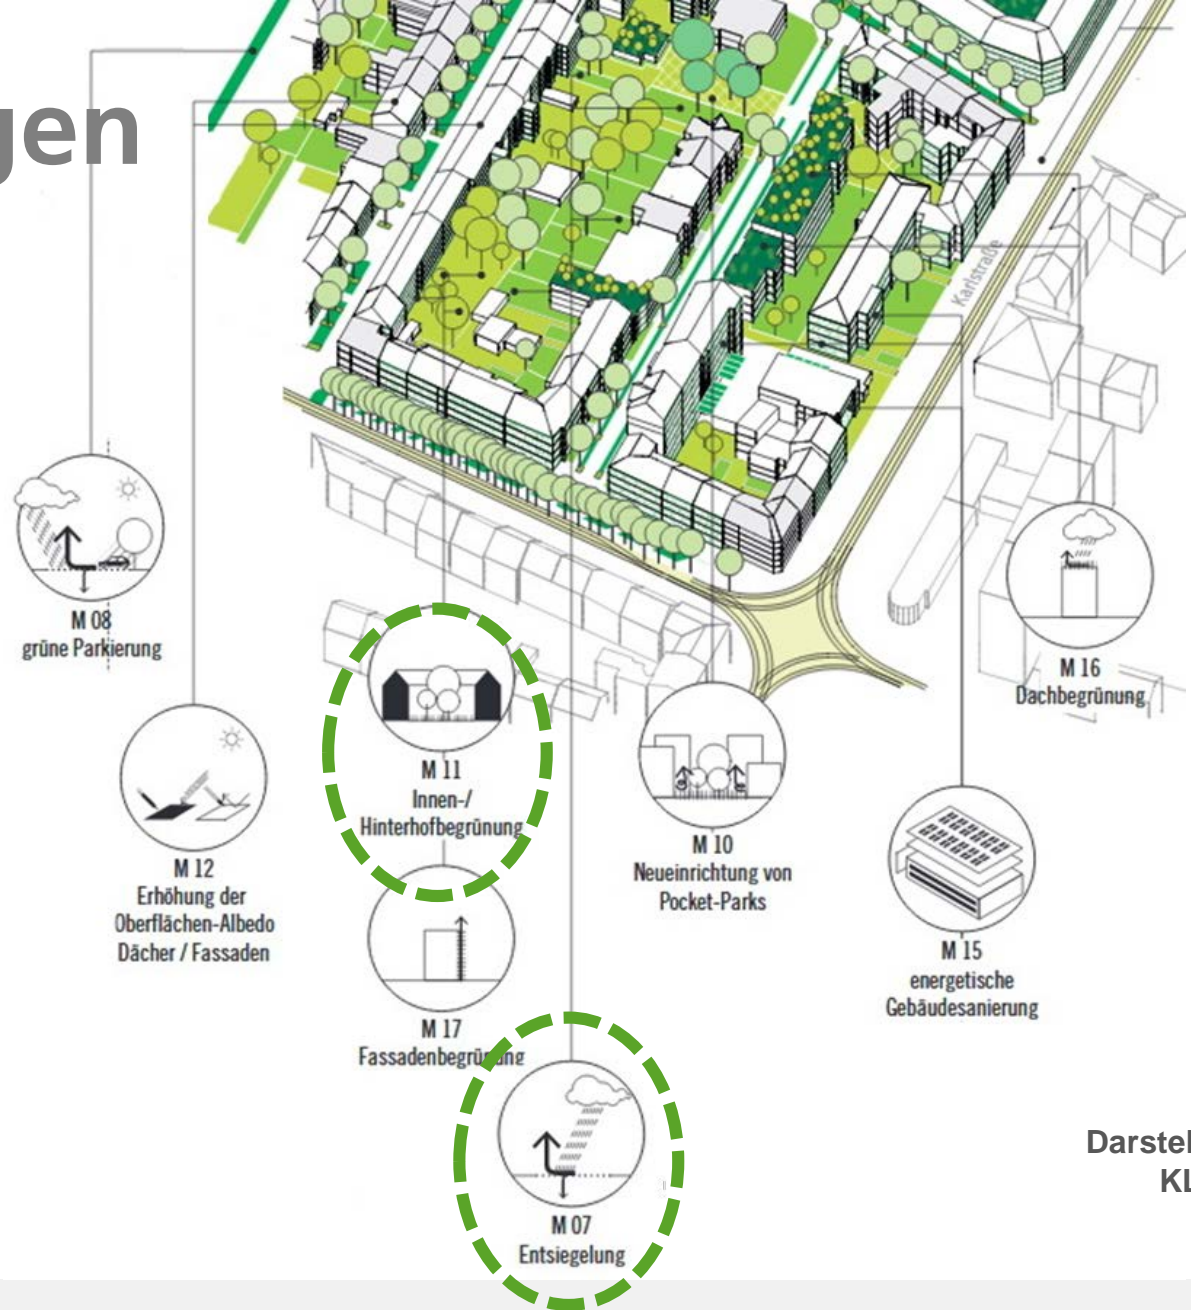 gen
Karlstraße
M 08
grüne Parkierung
M 16
Dachbegrünung
M 11
Innen-/
Hinterhofbegrünung
M 10
Neueinrichtung von
Pocket-Parks
M 12
Erhöhung der
Oberflächen-Albedo
Dächer / Fassaden
M 15
energetische
Gebäudesanierung
M 17
Fassadenbegrünung
M 07
Entsiegelung
Darstel
KL